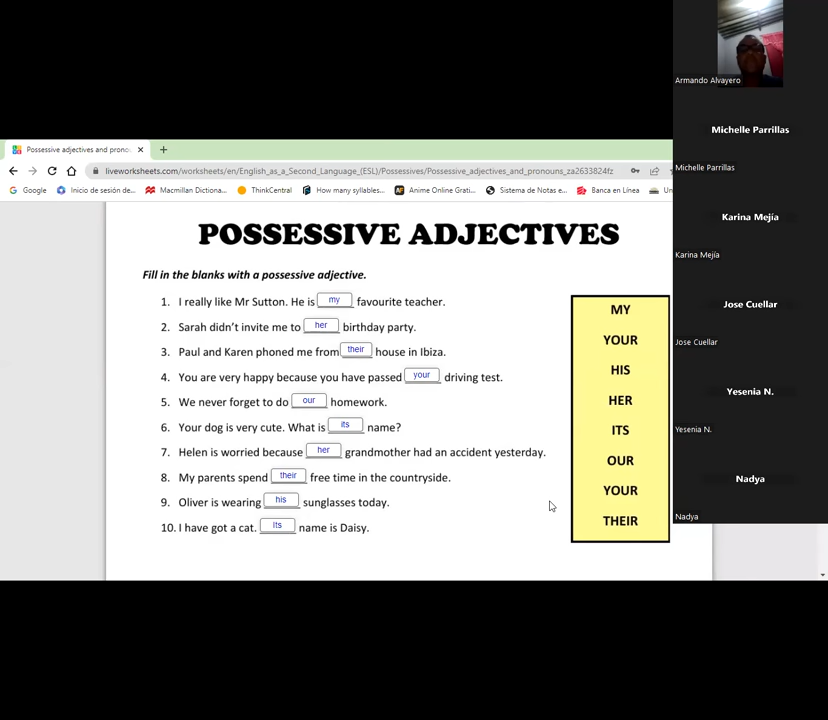 Possessive adjectives and prono
liveworksheets.com/worksheets/en/English_as_a_Second_Language_(ESL)/Possessives/Possessive_adjectives_and_pronouns_za2633824fz
Google Inicio de sesión de... Macmillan Dictiona... ThinkCentral How many syllables... Anime Online Grati... Sistema de Notas e... Banca en Línea Un
POSSESSIVE ADJECTIVES
Fill in the blanks with a possessive adjective.
1. I really like Mr Sutton. He is my favourite teacher.
2. Sarah didn't invite me to her birthday party.
3. Paul and Karen phoned me from their house in Ibiza.
4. You are very happy because you have passed your driving test.
5. We never forget to do our homework.
6. Your dog is very cute. What is its name?
7. Helen is worried because her grandmother had an accident yesterday.
8. My parents spend their free time in the countryside.
9. Oliver is wearing his sunglasses today.
10. I have got a cat. Its name is Daisy.
MY
YOUR
HIS
HER
ITS
OUR
YOUR
THEIR
Armando Alvayero
Michelle Parrillas
Michelle Parrillas
Karina Mejía
Karina Mejía
Jose Cuellar
Jose Cuellar
Yesenia N.
Yesenia N.
Nadya
Nadya